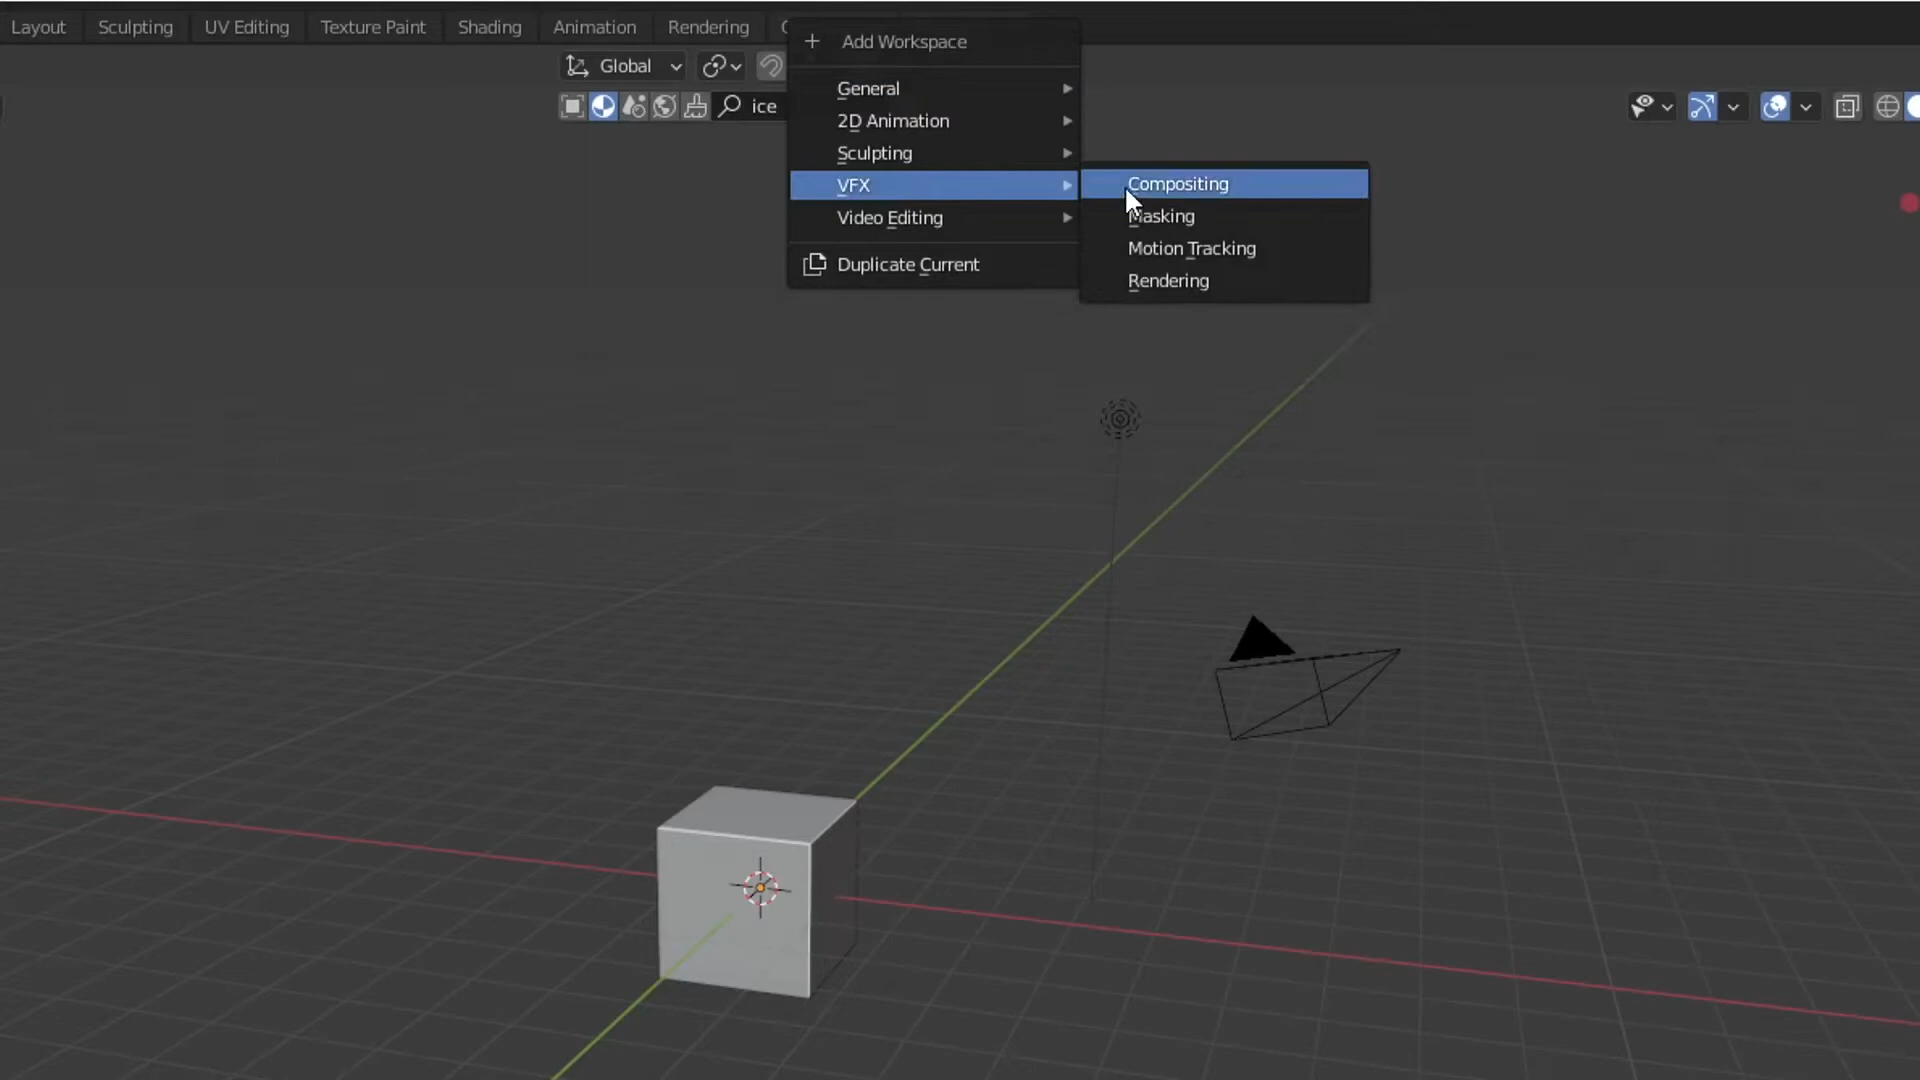 Layout Sculpting UV Editing Texture Paint Shading Animation Rendering
Add Workspace
Global
General
ice
2D Animation
Sculpting
VFX
Compositing
Video Editing
Masking
Motion Tracking
Duplicate Current
Rendering